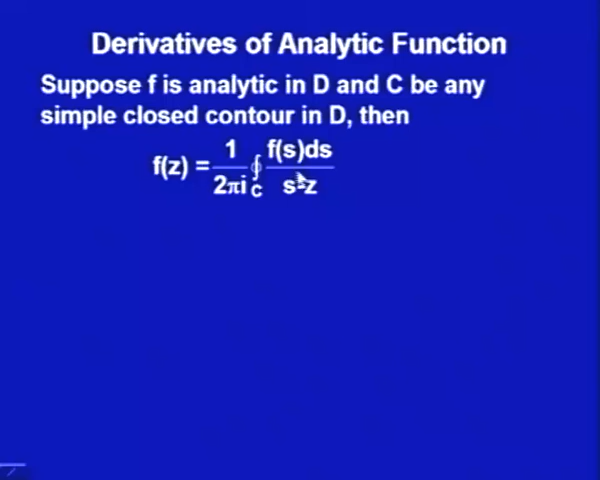 Derivatives of Analytic Function
Suppose f is analytic in D and C be any
simple closed contour in D, then
f(z) = 1/2πi ∮C f(s)ds/s-z